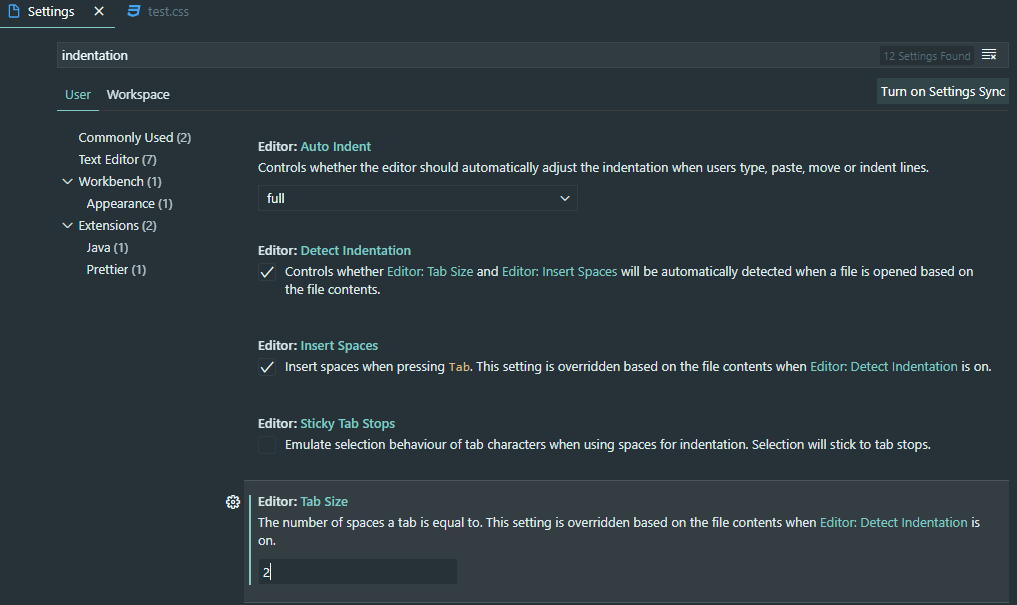 Settings
test.css
indentation
12 Settings Found
User
Workspace
Turn on Settings Sync
Commonly Used (2)
Text Editor (7)
Workbench (1)
Appearance (1)
Extensions (2)
Java (1)
Prettier (1)
Editor: Auto Indent
Controls whether the editor should automatically adjust the indentation when users type, paste, move or indent lines.
full
Editor: Detect Indentation
Controls whether Editor: Tab Size and Editor: Insert Spaces will be automatically detected when a file is opened based on
the file contents.
Editor: Insert Spaces
Insert spaces when pressing Tab. This setting is overridden based on the file contents when Editor: Detect Indentation is on.
Editor: Sticky Tab Stops
Emulate selection behaviour of tab characters when using spaces for indentation. Selection will stick to tab stops.
Editor: Tab Size
The number of spaces a tab is equal to. This setting is overridden based on the file contents when Editor: Detect Indentation is
on.
2